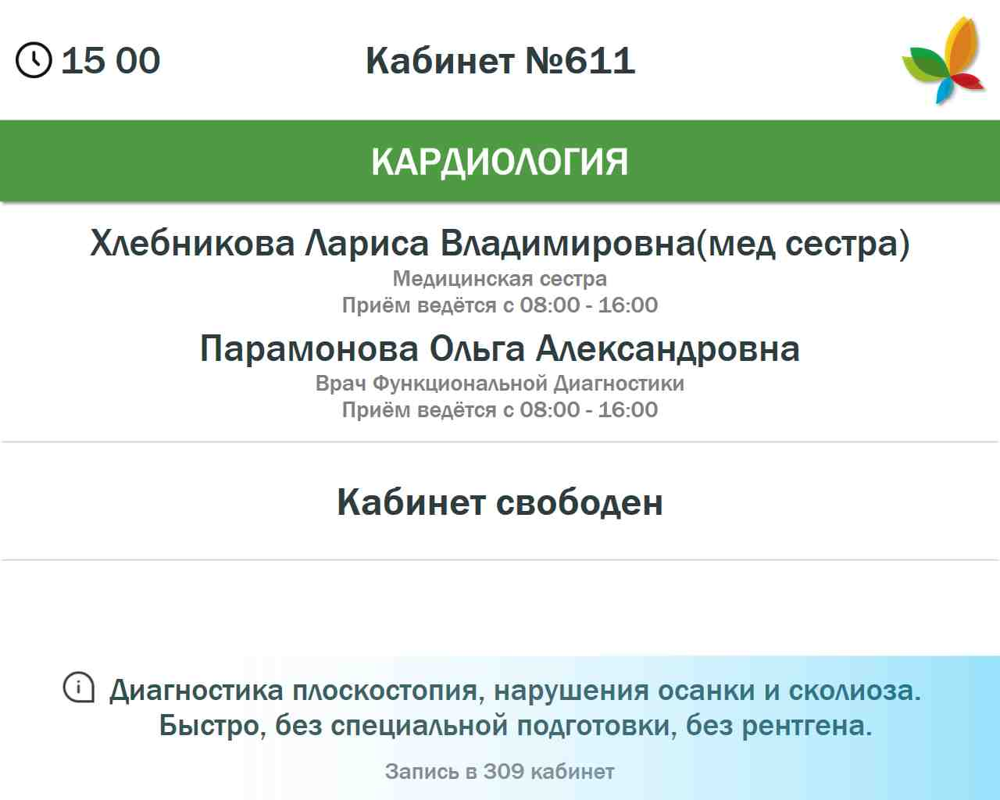 15 00
Кабинет №611
КАРДИОЛОГИЯ
Хлебникова Лариса Владимировна(мед сестра)
Медицинская сестра
Приём ведётся с 08:00 - 16:00
Парамонова Ольга Александровна
Врач Функциональной Диагностики
Приём ведётся с 08:00 - 16:00
Кабинет свободен
Диагностика плоскостопия, нарушения осанки и сколиоза.
Быстро, без специальной подготовки, без рентгена.
Запись в 309 кабинет